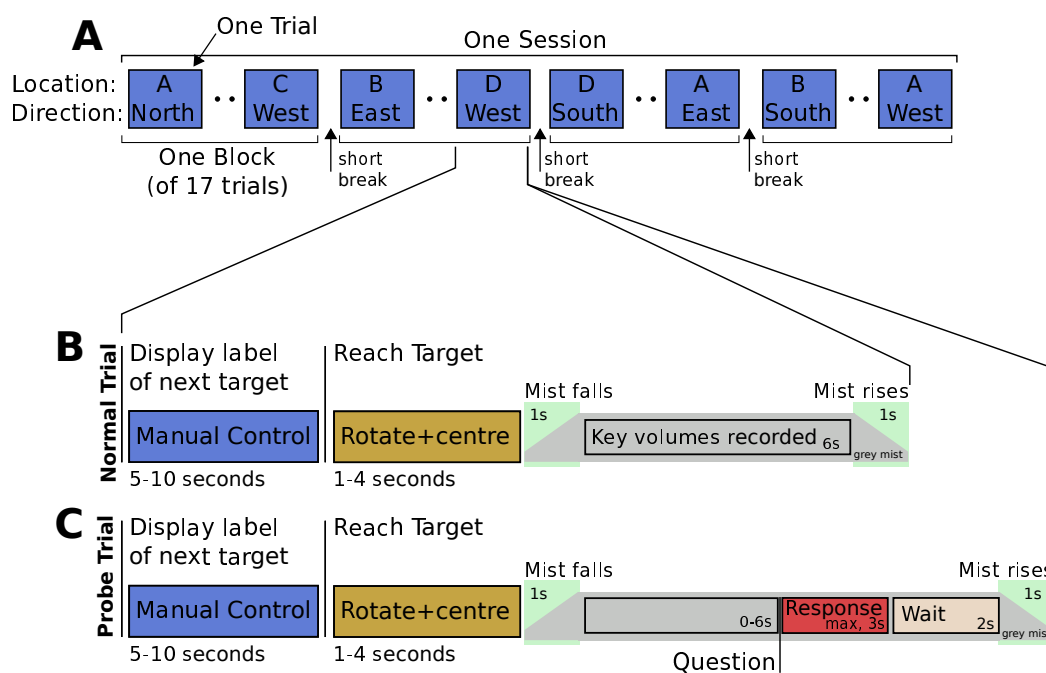 A
One Trial
One Session
Location:
Direction:
A
North
C
West
B
East
D
West
D
South
A
East
B
South
A
West
One Block
(of 17 trials)
short
break
short
break
short
break
B
Normal Trial
Display label
of next target
Reach Target
Mist falls
Mist rises
1s
1s
Manual Control
Rotate+centre
Key volumes recorded 6s
grey mist
5-10 seconds
1-4 seconds
C
Probe Trial
Display label
of next target
Reach Target
Mist falls
Mist rises
1s
1s
Manual Control
Rotate+centre
0-6s
Response
max, 3s
Wait
2s
grey mis
5-10 seconds
1-4 seconds
Question